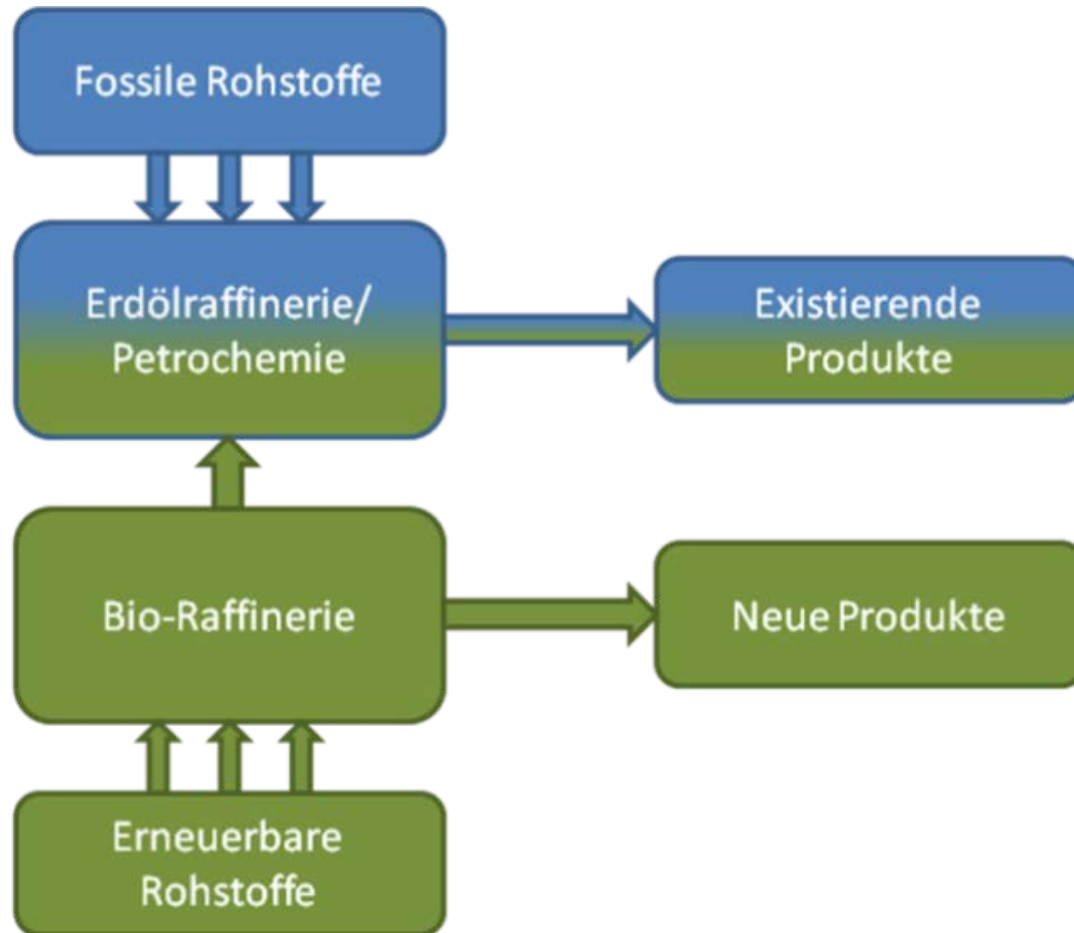 Fossile Rohstoffe
Erdölraffinerie/
Petrochemie
Existierende
Produkte
Bio-Raffinerie
Neue Produkte
Erneuerbare
Rohstoffe